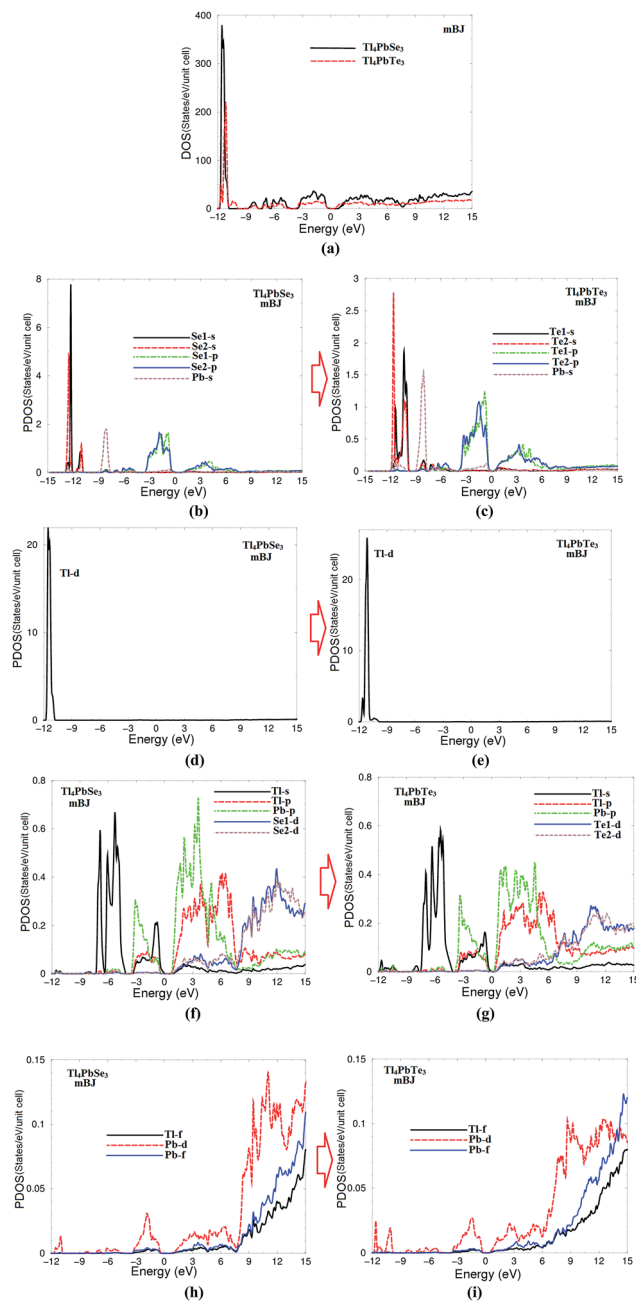 400
300
200
100
0
DOS(States/eV/unit cell)
mBJ
Tl₄PbSe₃
Tl₄PbTe₃
−12 −9 −6 −3 0 3 6 9 12 15
Energy (eV)
(a)
8
6
4
2
0
PDOS(States/eV/unit cell)
Tl₄PbSe₃
mBJ
Se1-s
Se2-s
Se1-p
Se2-p
Pb-s
−15 −12 −9 −6 −3 0 3 6 9 12 15
Energy (eV)
(b)
3
2.5
2
1.5
1
0.5
0
PDOS(States/eV/unit cell)
Tl₄PbTe₃
mBJ
Te1-s
Te2-s
Te1-p
Te2-p
Pb-s
−15 −12 −9 −6 −3 0 3 6 9 12 15
Energy (eV)
(c)
20
10
0
PDOS(States/eV/unit cell)
Tl-d
Tl₄PbSe₃
mBJ
−12 −9 −6 −3 0 3 6 9 12 15
Energy (eV)
(d)
20
10
0
PDOS(States/eV/unit cell)
Tl-d
Tl₄PbTe₃
mBJ
−12 −9 −6 −3 0 3 6 9 12 15
Energy (eV)
(e)
0.8
0.6
0.4
0.2
0
PDOS(States/eV/unit cell)
Tl₄PbSe₃
mBJ
Tl-s
Tl-p
Pb-p
Se1-d
Se2-d
−12 −9 −6 −3 0 3 6 9 12 15
Energy (eV)
(f)
0.8
0.6
0.4
0.2
0
PDOS(States/eV/unit cell)
Tl₄PbTe₃
mBJ
Tl-s
Tl-p
Pb-p
Te1-d
Te2-d
−12 −9 −6 −3 0 3 6 9 12 15
Energy (eV)
(g)
0.15
0.1
0.05
0
PDOS(States/eV/unit cell)
Tl₄PbSe₃
mBJ
Tl-f
Pb-d
Pb-f
−12 −9 −6 −3 0 3 6 9 12 15
Energy (eV)
(h)
0.15
0.1
0.05
0
PDOS(States/eV/unit cell)
Tl₄PbTe₃
mBJ
Tl-f
Pb-d
Pb-f
−12 −9 −6 −3 0 3 6 9 12 15
Energy (eV)
(i)